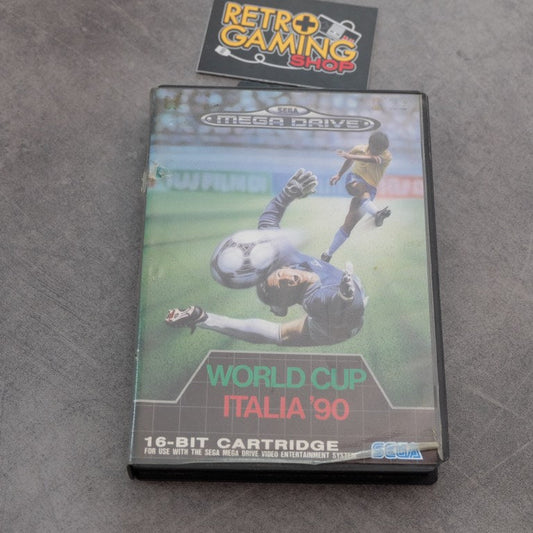 RETRO
GAMING
SHOP
SEGA
MEGA DRIVE
WORLD CUP
ITALIA '90
16-BIT CARTRIDGE
FOR USE WITH THE SEGA MEGA DRIVE VIDEO ENTERTAINMENT SYSTEM
SEGA